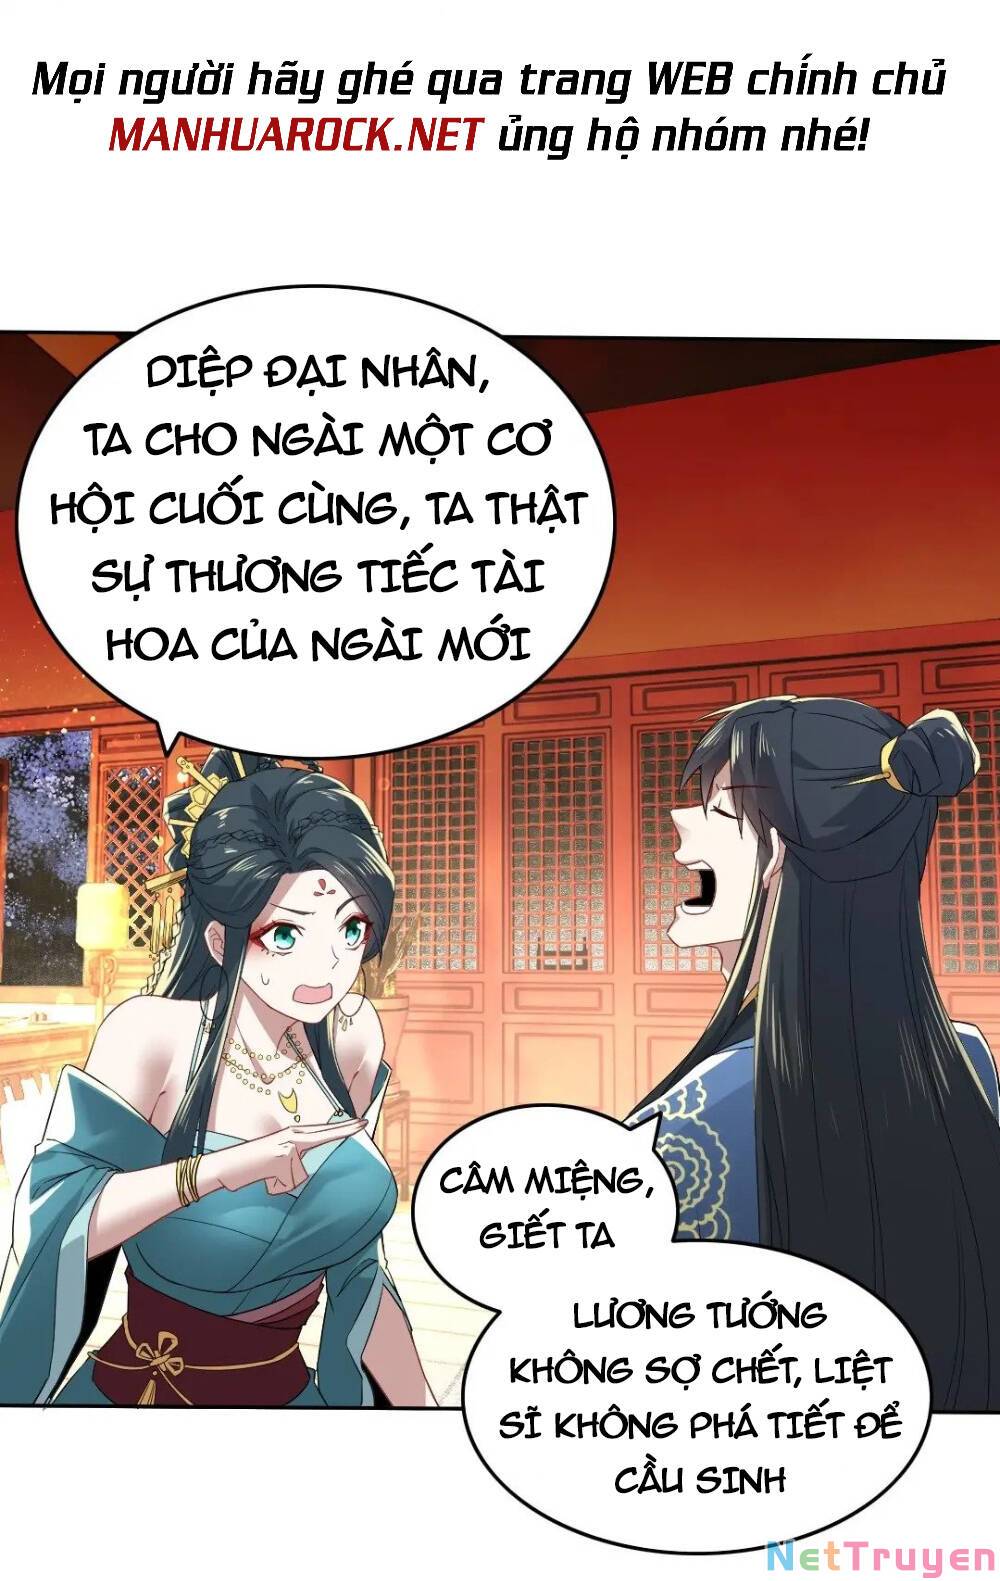 Mọi người hãy ghé qua trang WEB chính chủ
MANHUAROCK.NET ủng hộ nhóm nhé!
DIỆP ĐẠI NHÂN,
TA CHO NGÀI MỘT CƠ
HỘI CUỐI CÙNG, TA THẬT
SỰ THƯƠNG TIẾC TÀI
HOA CỦA NGÀI MỚI
CÂM MIỆNG,
GIẾT TA
LƯƠNG TƯỚNG
KHÔNG SỢ CHẾT, LIỆT
SĨ KHÔNG PHÁ TIẾT ĐỂ
CẦU SINH
NetTruyen